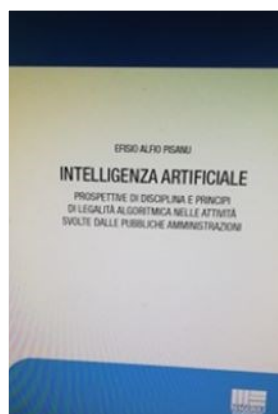 EFISIO ALFIO PISANU
INTELLIGENZA ARTIFICIALE
PROSPETTIVE DI DISCIPLINA E PRINCIPI
DI LEGALITÀ ALGORITMICA NELLE ATTIVITÀ
SVOLTE DALLE PUBBLICHE AMMINISTRAZIONI